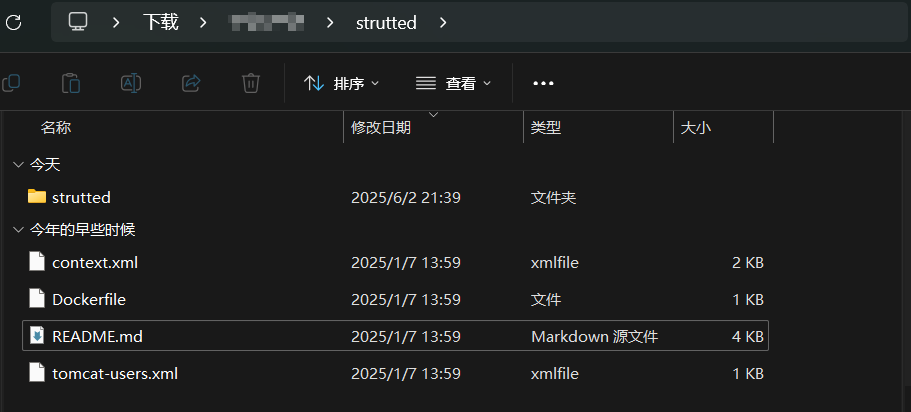 下载 > > strutted >
排序 查看 •••
名称 修改日期 类型 大小
今天
strutted 2025/6/2 21:39 文件夹
今年的早些时候
context.xml 2025/1/7 13:59 xmlfile 2 KB
Dockerfile 2025/1/7 13:59 文件 1 KB
README.md 2025/1/7 13:59 Markdown 源文件 4 KB
tomcat-users.xml 2025/1/7 13:59 xmlfile 1 KB